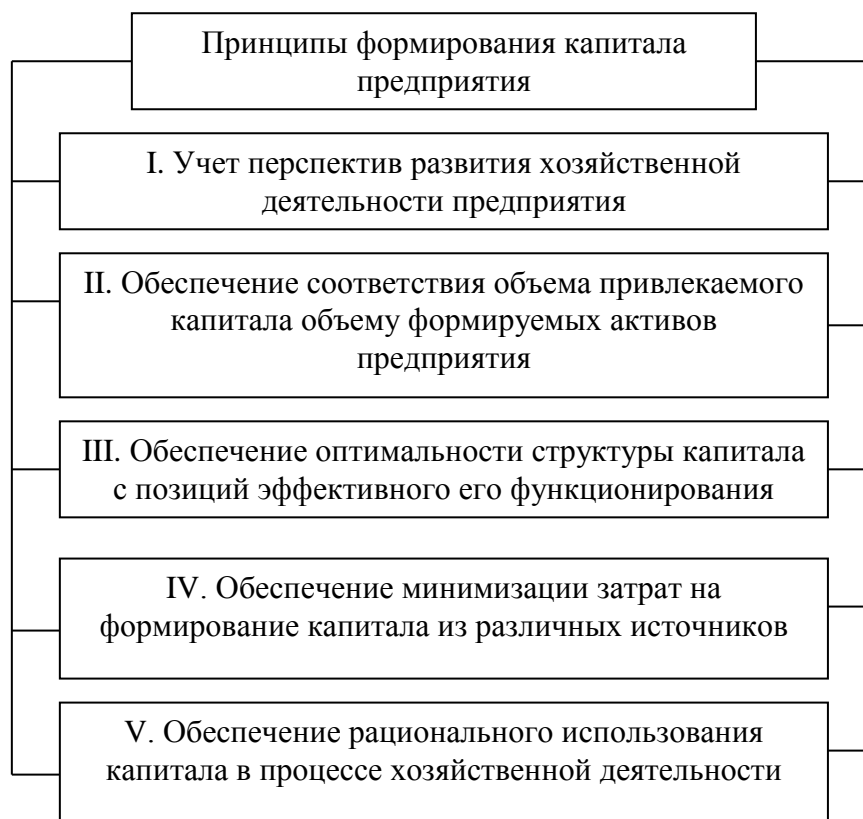 Принципы формирования капитала
предприятия
I. Учет перспектив развития хозяйственной
деятельности предприятия
II. Обеспечение соответствия объема привлекаемого
капитала объему формируемых активов
предприятия
III. Обеспечение оптимальности структуры капитала
с позиций эффективного его функционирования
IV. Обеспечение минимизации затрат на
формирование капитала из различных источников
V. Обеспечение рационального использования
капитала в процессе хозяйственной деятельности